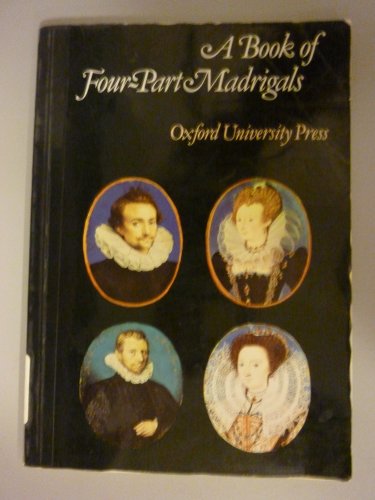 A Book of
Four-Part Madrigals
Oxford University Press